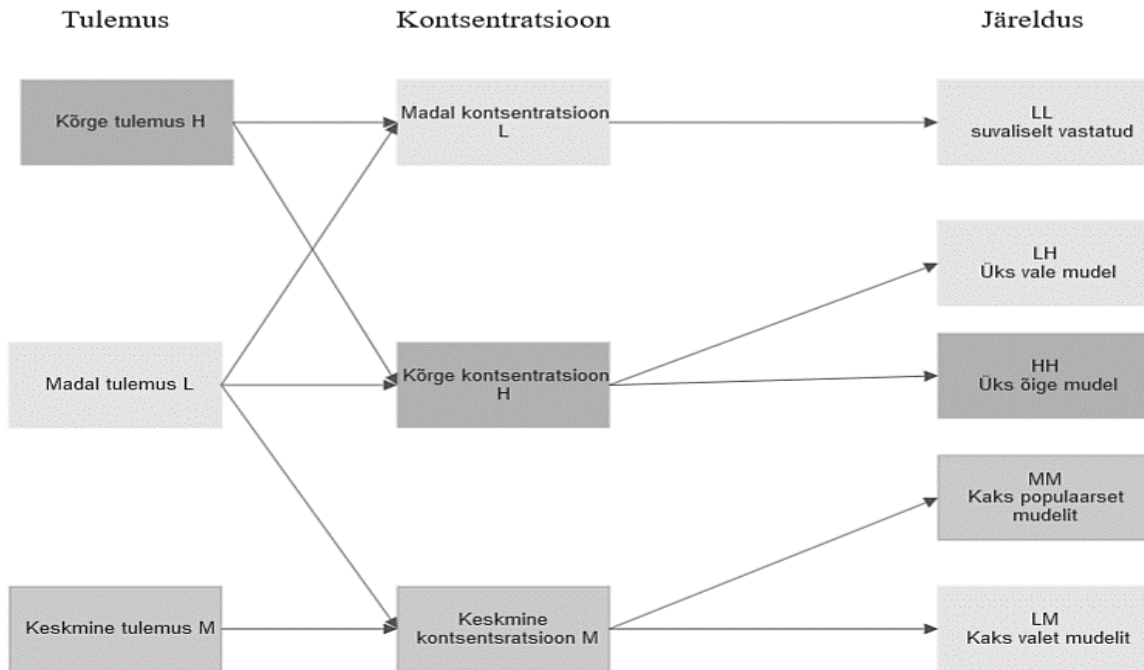 Tulemus
Kontsentratsioon
Järeldus
Kõrge tulemus H
Madal kontsentratsioon
L
LL
suvaliselt vastatud
LH
Üks vale mudel
Madal tulemus L
Kõrge kontsentratsioon
H
HH
Üks õige mudel
MM
Kaks populaarset
mudelit
Keskmine tulemus M
Keskmine
kontsentsratsioon M
LM
Kaks valet mudelit